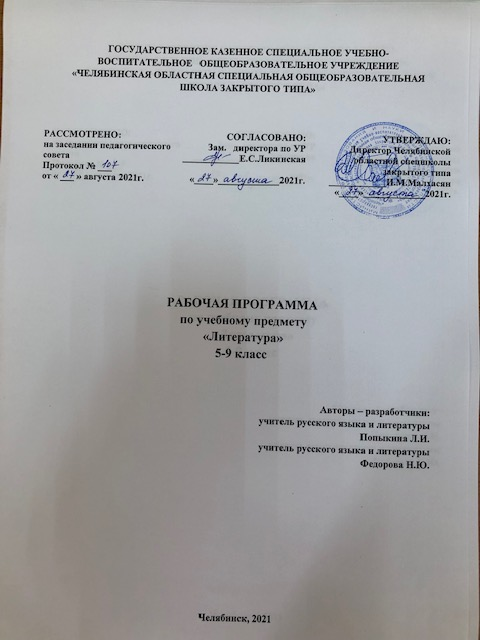 ГОСУДАРСТВЕННОЕ КАЗЕННОЕ СПЕЦИАЛЬНОЕ УЧЕБНО-
ВОСПИТАТЕЛЬНОЕ ОБЩЕОБРАЗОВАТЕЛЬНОЕ УЧРЕЖДЕНИЕ
«ЧЕЛЯБИНСКАЯ ОБЛАСТНАЯ СПЕЦИАЛЬНАЯ ОБЩЕОБРАЗОВАТЕЛЬНАЯ
ШКОЛА ЗАКРЫТОГО ТИПА»
РАССМОТРЕНО:
на заседании педагогического
совета
Протокол № 107
от « 27 » августа 2021г.
СОГЛАСОВАНО:
Зам. директора по УР
Е.С.Ликинская
« 27 » августа 2021г.
УТВЕРЖДАЮ:
Директор Челябинской
областной спецшколы
закрытого типа
И.М.Малхасян
« 27 » августа 2021г.
РАБОЧАЯ ПРОГРАММА
по учебному предмету
«Литература»
5-9 класс
Авторы – разработчики:
учитель русского языка и литературы
Попыкина Л.И.
учитель русского языка и литературы
Федорова Н.Ю.
Челябинск, 2021